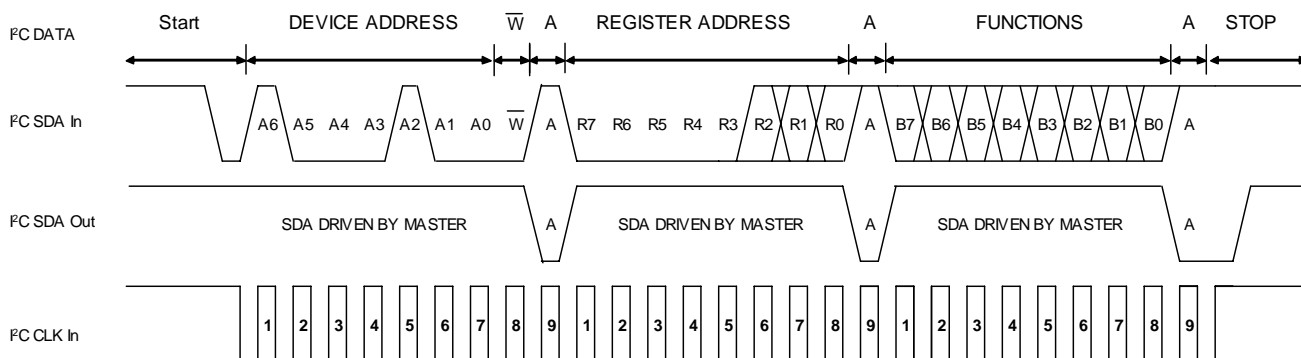 I²C DATA Start DEVICE ADDRESS W̅ A REGISTER ADDRESS A FUNCTIONS A STOP
I²C SDA In A6 A5 A4 A3 A2 A1 A0 W̅ A R7 R6 R5 R4 R3 R2 R1 R0 A B7 B6 B5 B4 B3 B2 B1 B0 A
I²C SDA Out SDA DRIVEN BY MASTER A SDA DRIVEN BY MASTER A SDA DRIVEN BY MASTER A
I²C CLK In 1 2 3 4 5 6 7 8 9 1 2 3 4 5 6 7 8 9 1 2 3 4 5 6 7 8 9